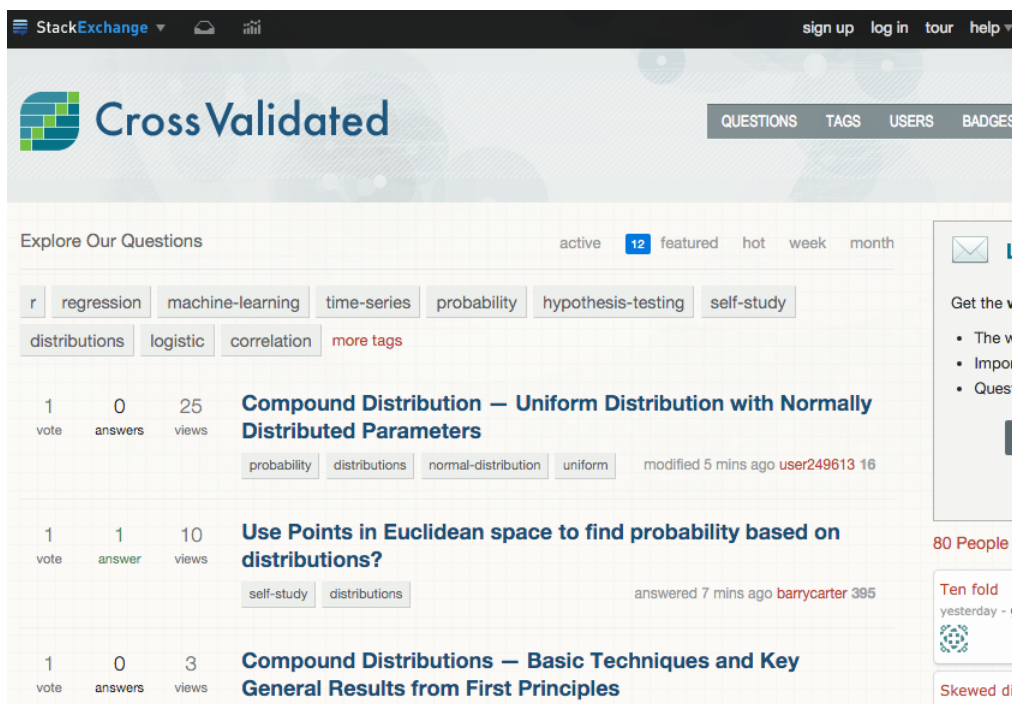 StackExchange
sign up log in tour help
CrossValidated
QUESTIONS TAGS USERS BADGES
Explore Our Questions
active 12 featured hot week month
r regression machine-learning time-series probability hypothesis-testing self-study
distributions logistic correlation more tags
1 0 25 Compound Distribution — Uniform Distribution with Normally
vote answers views Distributed Parameters
probability distributions normal-distribution uniform modified 5 mins ago user249613 16
1 1 10 Use Points in Euclidean space to find probability based on
vote answer views distributions?
self-study distributions answered 7 mins ago barrycarter 395
1 0 3 Compound Distributions — Basic Techniques and Key
vote answers views General Results from First Principles
Get the
The
80 People
Ten fold
yesterday -
Skewed